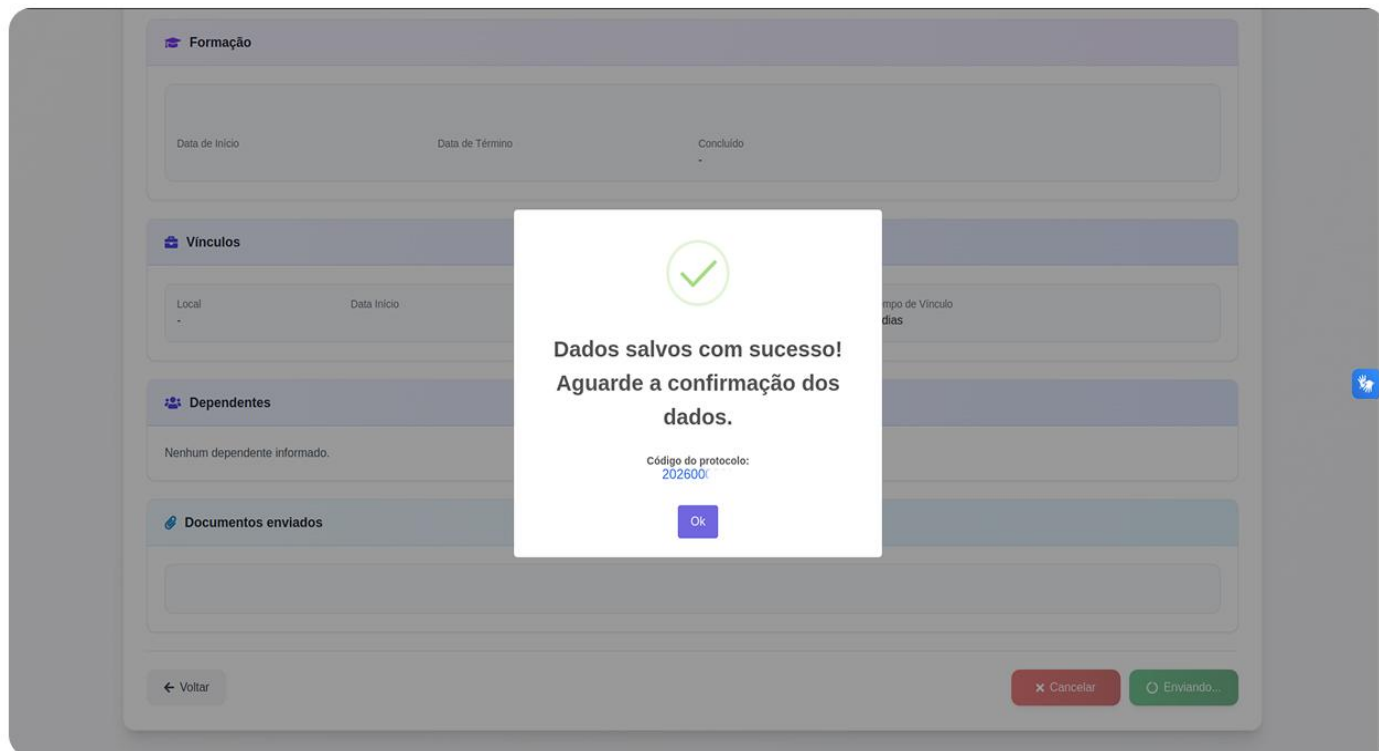 Formação
Data de Início Data de Término Concluído
-
Vínculos
Local Data Início mpo de Vínculo
- dias
Dados salvos com sucesso!
Aguarde a confirmação dos
dados.
Código do protocolo:
202600
Ok
Dependentes
Nenhum dependente informado.
Documentos enviados
Voltar Cancelar Enviando...